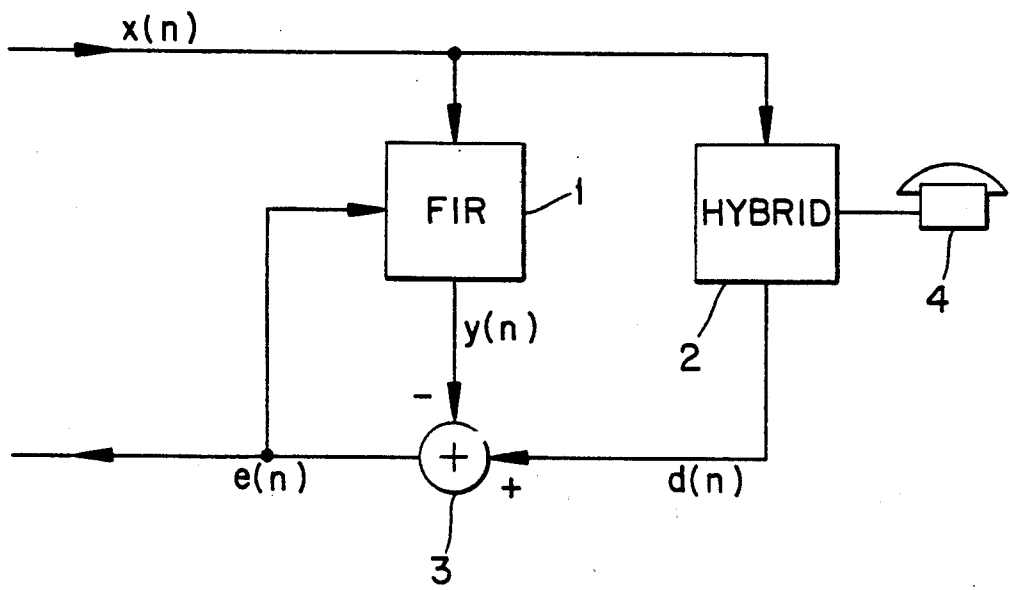 x(n)
FIR
1
HYBRID
4
y(n)
2
-
+
e(n)
+
d(n)
3